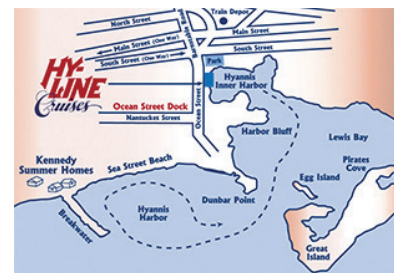 Train Depot
North Street
Barnstable Road
Main Street (One Way)
Main Street
South Street (One Way)
South Street
Park
HY-
LINE
Cruises
Hyannis
Inner Harbor
Ocean Street Dock
Ocean Street
Nantucket Street
Harbor Bluff
Lewis Bay
Pirates
Cove
Kennedy
Summer Homes
Sea Street Beach
Egg Island
Dunbar Point
Breakwater
Hyannis
Harbor
Great
Island